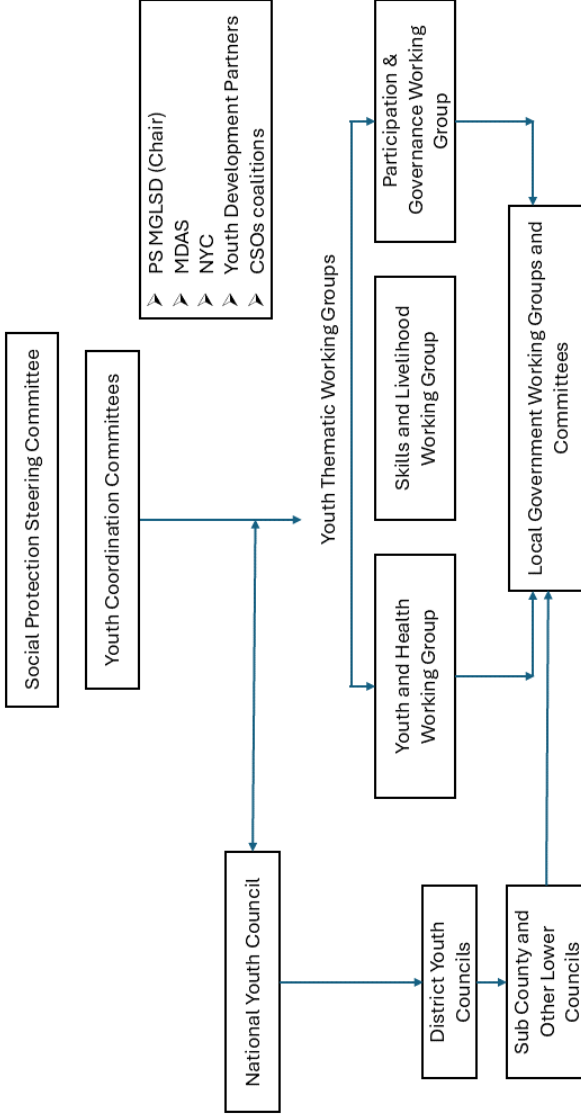 Social Protection Steering Committee
Youth Coordination Committees
PS MGLSD (Chair)
MDAS
NYC
Youth Development Partners
CSOs coalitions
National Youth Council
Youth Thematic Working Groups
Youth and Health
Working Group
Skills and Livelihood
Working Group
Participation &
Governance Working
Group
District Youth
Councils
Sub County and
Other Lower
Councils
Local Government Working Groups and
Committees